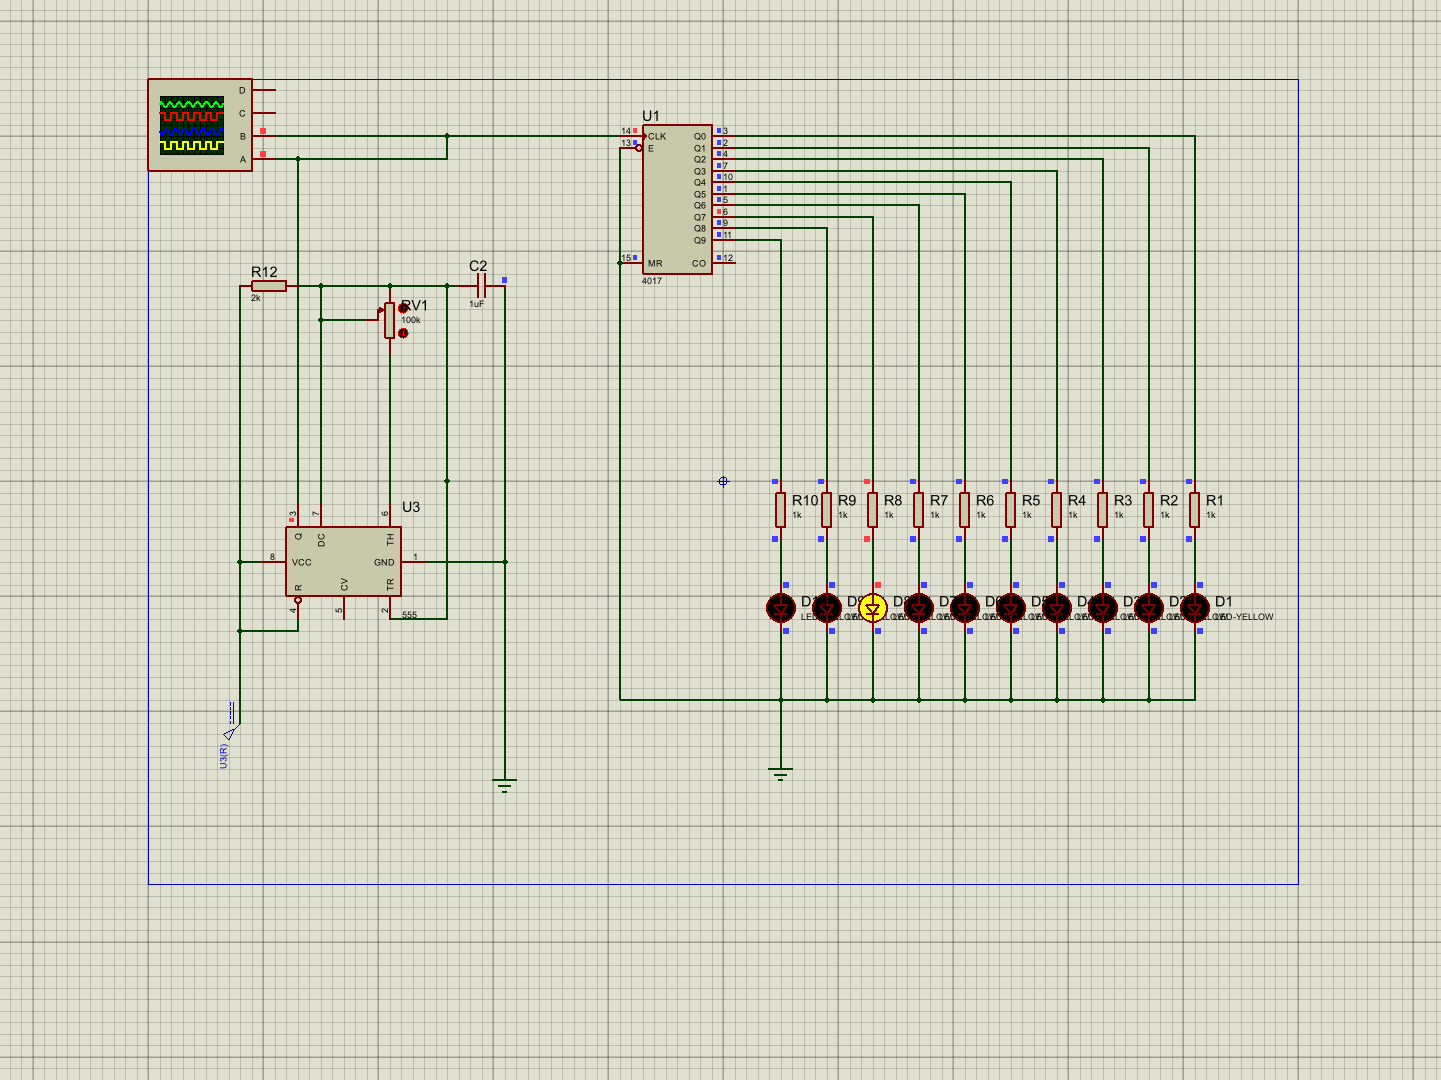 D
C
B
A
U1
14
CLK
13
E
15
MR
Q0
3
Q1
2
Q2
4
Q3
7
Q4
10
Q5
1
Q6
5
Q7
6
Q8
9
Q9
11
CO
12
4017
R12
2k
C2
1uF
RV1
100k
U3
3
7
6
Q
DC
TH
8
VCC
GND
1
R
CV
TR
4
5
2
555
U3(R)
R10
1k
R9
1k
R8
1k
R7
1k
R6
1k
R5
1k
R4
1k
R3
1k
R2
1k
R1
1k
D1
LED-YELLOW